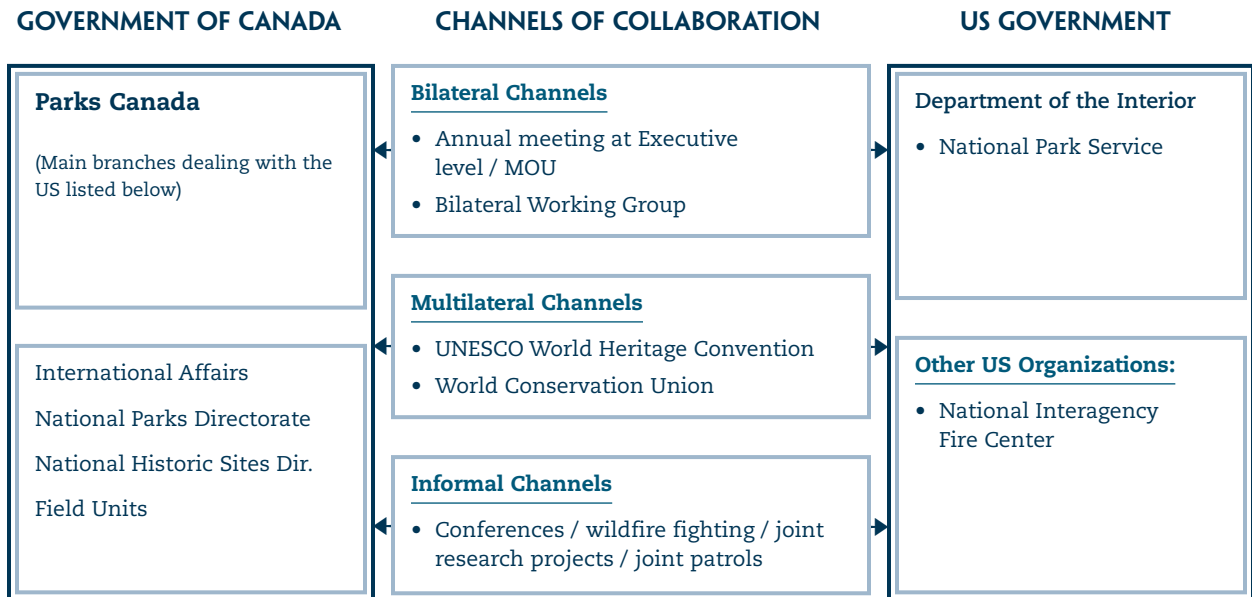 GOVERNMENT OF CANADA
CHANNELS OF COLLABORATION
US GOVERNMENT
Parks Canada
(Main branches dealing with the
US listed below)
International Affairs
National Parks Directorate
National Historic Sites Dir.
Field Units
Bilateral Channels
• Annual meeting at Executive
level / MOU
• Bilateral Working Group
Multilateral Channels
• UNESCO World Heritage Convention
• World Conservation Union
Informal Channels
• Conferences / wildfire fighting / joint
research projects / joint patrols
Department of the Interior
• National Park Service
Other US Organizations:
• National Interagency
Fire Center